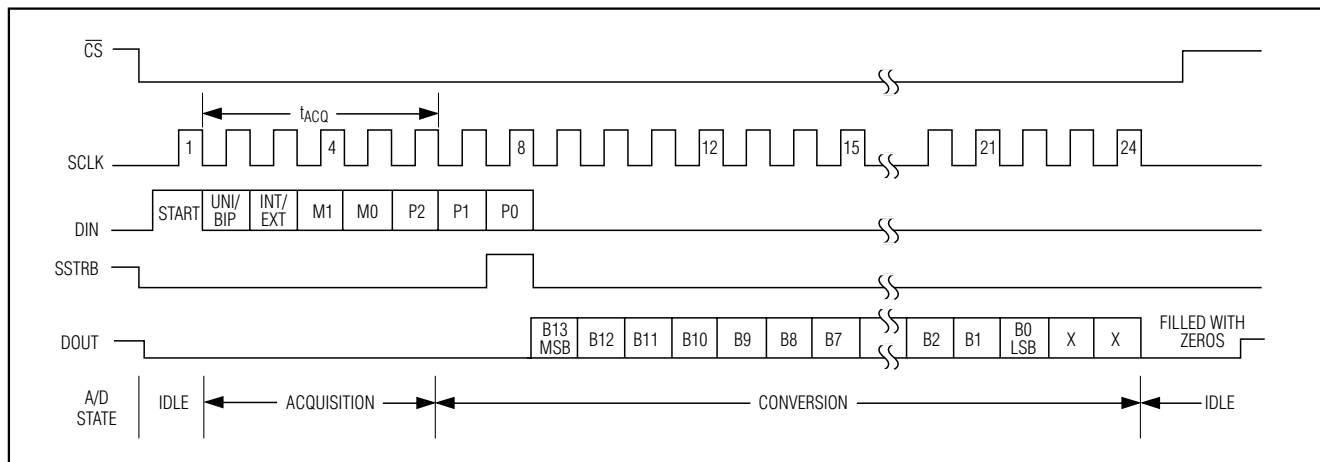 CS
tACQ
SCLK 1 4 8 12 15 21 24
DIN START UNI/BIP INT/EXT M1 M0 P2 P1 P0
SSTRB
DOUT B13 MSB B12 B11 B10 B9 B8 B7 B2 B1 B0 LSB X X FILLED WITH ZEROS
A/D STATE IDLE ACQUISITION CONVERSION IDLE